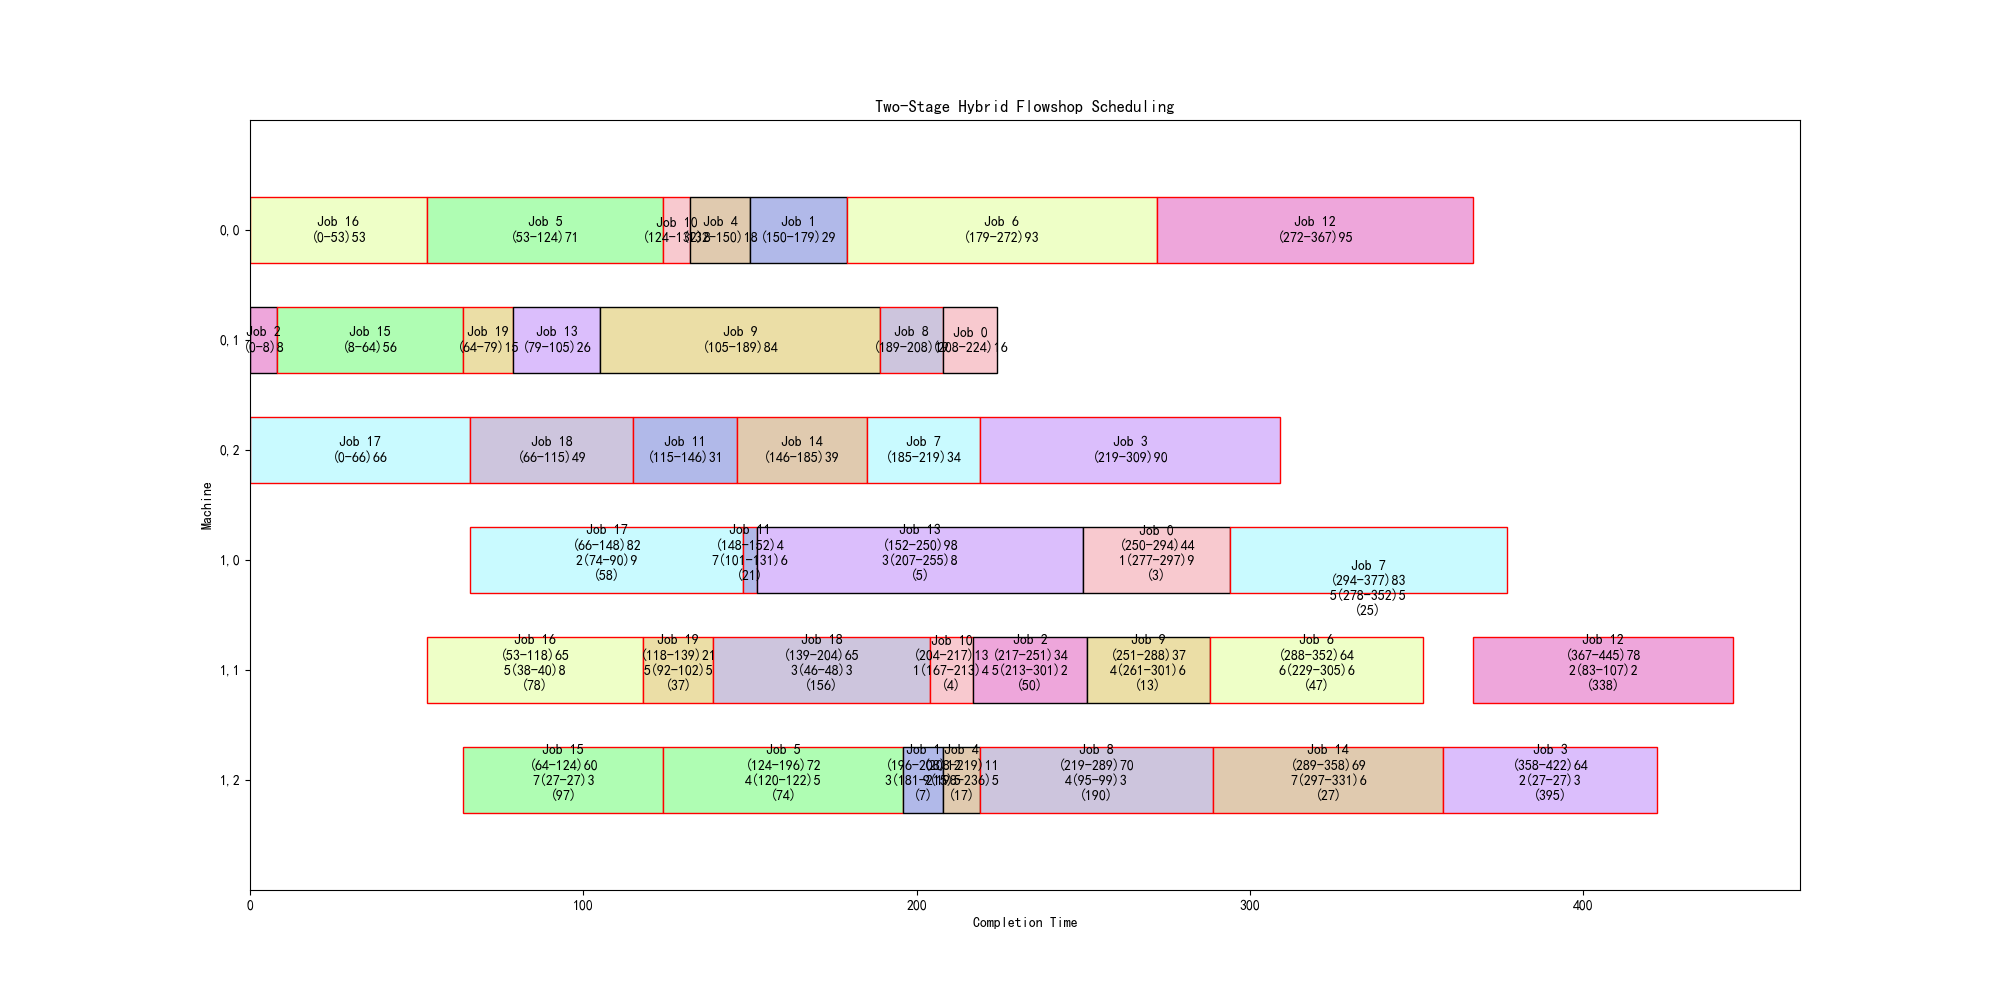 Two-Stage Hybrid Flowshop Scheduling
Machine
0,0
Job 16
(0-53)53
Job 5
(53-124)71
Job 10
(124-132)8
Job 4
(132-150)18
Job 1
(150-179)29
Job 6
(179-272)93
Job 12
(272-367)95
0,1
Job 2
(0-8)8
Job 15
(8-64)56
Job 19
(64-79)15
Job 13
(79-105)26
Job 9
(105-189)84
Job 8
(189-208)19
Job 0
(208-224)16
0,2
Job 17
(0-66)66
Job 18
(66-115)49
Job 11
(115-146)31
Job 14
(146-185)39
Job 7
(185-219)34
Job 3
(219-309)90
1,0
Job 17
(66-148)82
2(74-90)9
(58)
Job 11
(148-152)4
7(101-131)6
(21)
Job 13
(152-250)98
3(207-255)8
(5)
Job 0
(250-294)44
1(277-297)9
(3)
Job 7
(294-377)83
5(278-352)5
(25)
1,1
Job 16
(53-118)65
5(38-40)8
(78)
Job 19
(118-139)21
5(92-102)5
(37)
Job 18
(139-204)65
3(46-48)3
(156)
Job 10
(204-217)13
1(167-213)4
(4)
Job 2
(217-251)34
5(213-301)2
(50)
Job 9
(251-288)37
4(261-301)6
(13)
Job 6
(288-352)64
6(229-305)6
(47)
Job 12
(367-445)78
2(83-107)2
(338)
1,2
Job 15
(64-124)60
7(27-27)3
(97)
Job 5
(124-196)72
4(120-122)5
(74)
Job 1
(196-208)12
(7)
Job 4
(208-219)11
(17)
Job 8
(219-289)70
4(95-99)3
(190)
Job 14
(289-358)69
7(297-331)6
(27)
Job 3
(358-422)64
2(27-27)3
(395)
0
100
200
300
400
Completion Time